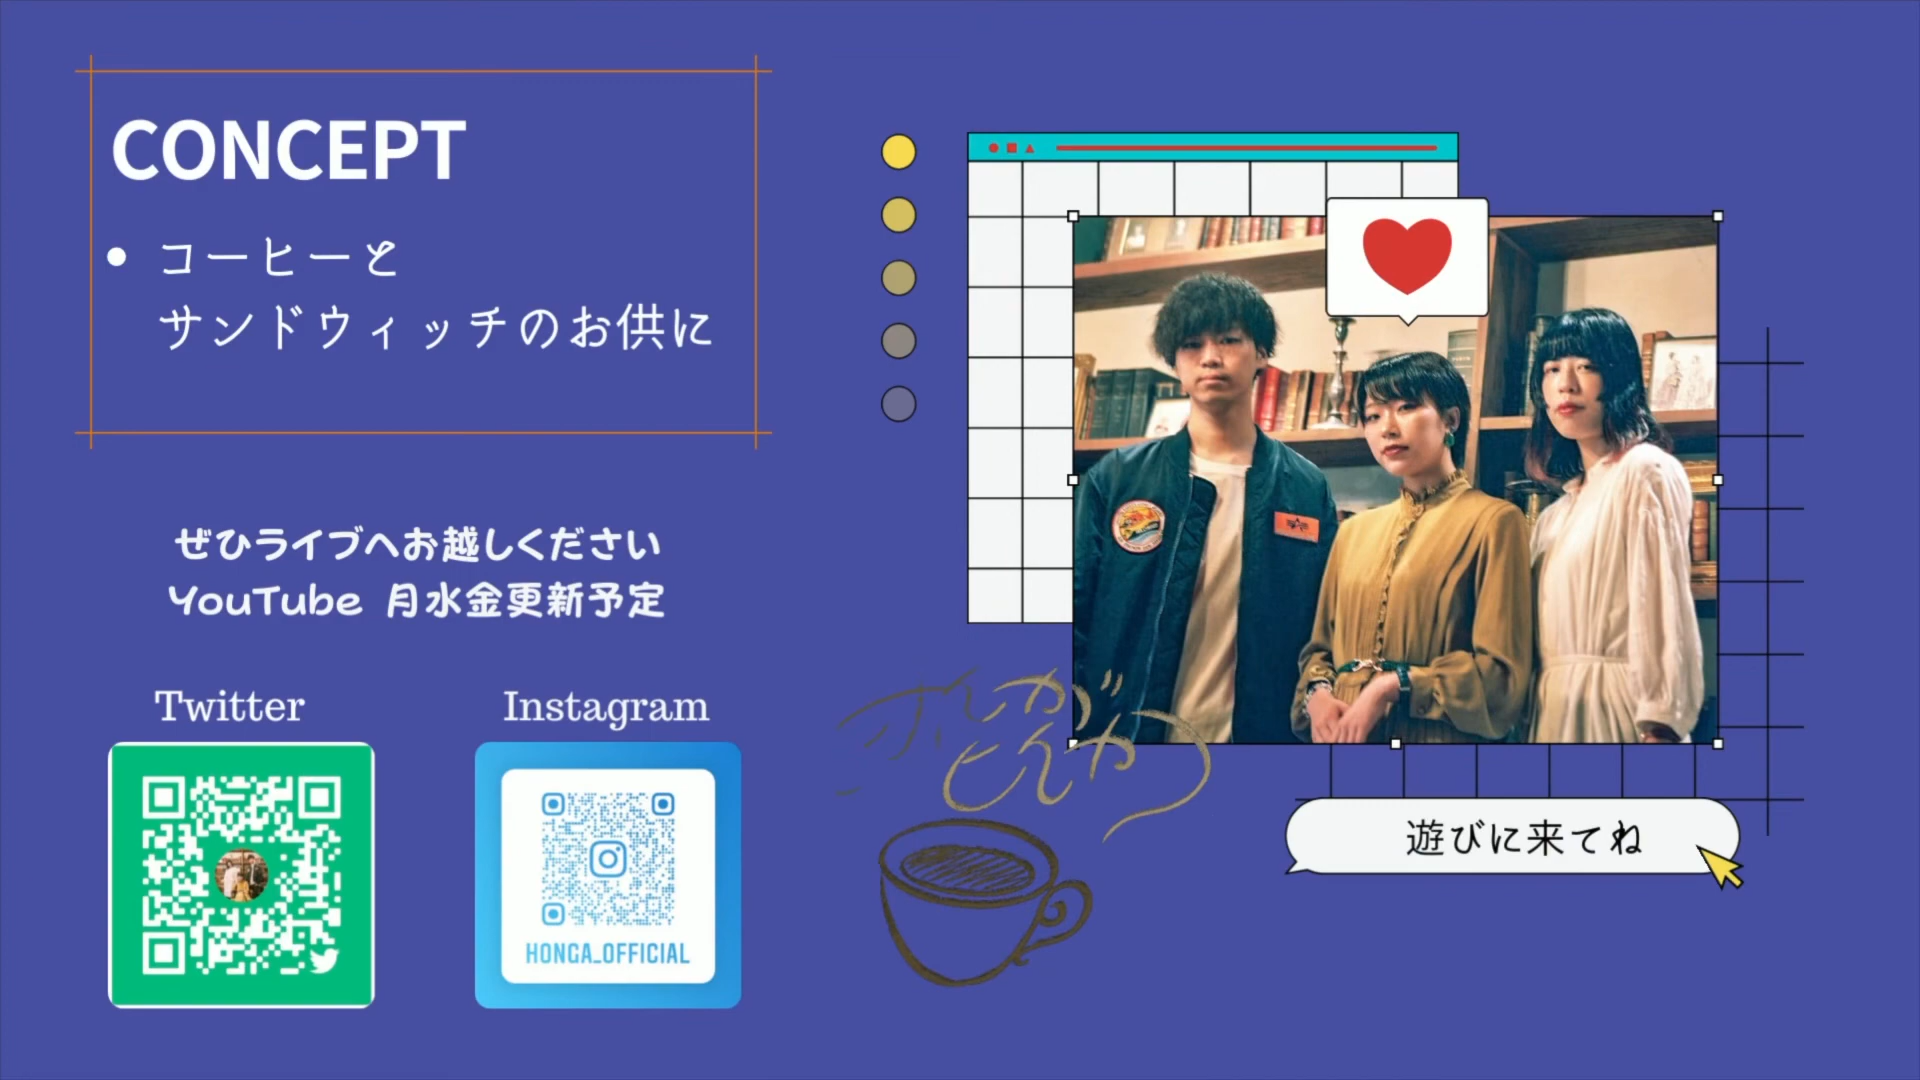 CONCEPT
• コーヒーと
サンドウィッチのお供に
ぜひライブへお越しください
YouTube 月水金更新予定
Twitter
Instagram
HONGA_OFFICIAL
遊びに来てね